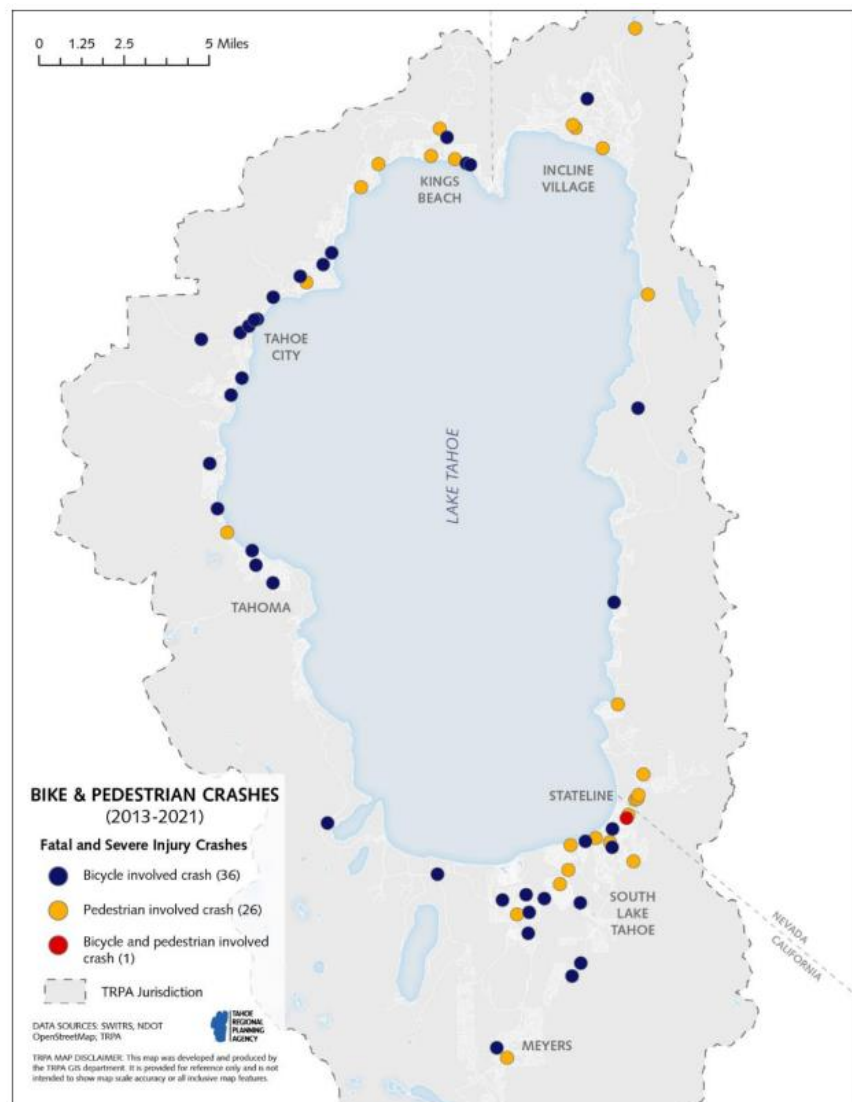 0 1.25 2.5 5 Miles
KINGS
BEACH
INCLINE
VILLAGE
TAHOE
CITY
LAKE TAHOE
TAHOMA
STATELINE
SOUTH
LAKE
TAHOE
NEVADA
CALIFORNIA
MEYERS
BIKE & PEDESTRIAN CRASHES
(2013-2021)
Fatal and Severe Injury Crashes
Bicycle involved crash (36)
Pedestrian involved crash (26)
Bicycle and pedestrian involved
crash (1)
TRPA Jurisdiction
DATA SOURCES: SWITRS, NDOT
OpenStreetMap, TRPA
TAHOE
REGIONAL
PLANNING
AGENCY
TRPA MAP DISCLAIMER: This map was developed and produced by
the TRPA GIS department. It is provided for reference only and is not
intended to show map scale accuracy or all inclusive map features.